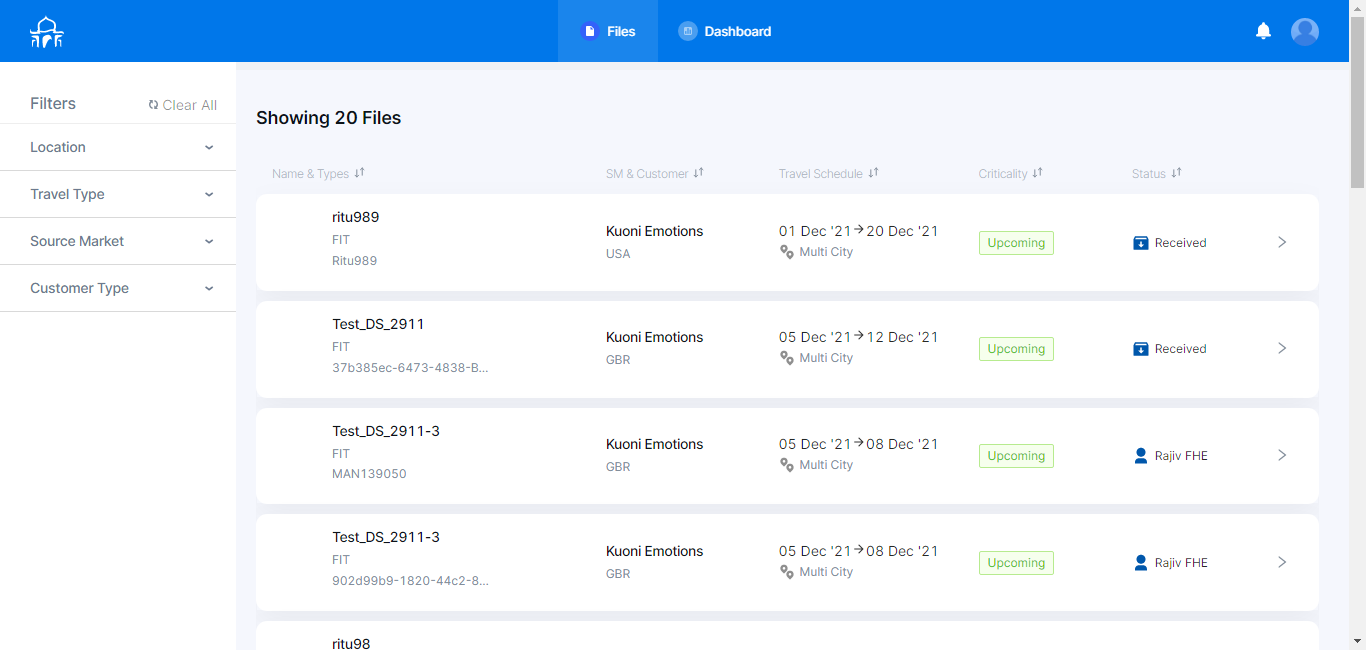 Files
Dashboard
Filters
Clear All
Location
Travel Type
Source Market
Customer Type
Showing 20 Files
Name & Types
SM & Customer
Travel Schedule
Criticality
Status
ritu989
FIT
Ritu989
Kuoni Emotions
USA
01 Dec '21 → 20 Dec '21
Multi City
Upcoming
Received
Test_DS_2911
FIT
37b385ec-6473-4838-B...
Kuoni Emotions
GBR
05 Dec '21 → 12 Dec '21
Multi City
Upcoming
Received
Test_DS_2911-3
FIT
MAN139050
Kuoni Emotions
GBR
05 Dec '21 → 08 Dec '21
Multi City
Upcoming
Rajiv FHE
Test_DS_2911-3
FIT
902d99b9-1820-44c2-8...
Kuoni Emotions
GBR
05 Dec '21 → 08 Dec '21
Multi City
Upcoming
Rajiv FHE
ritu98